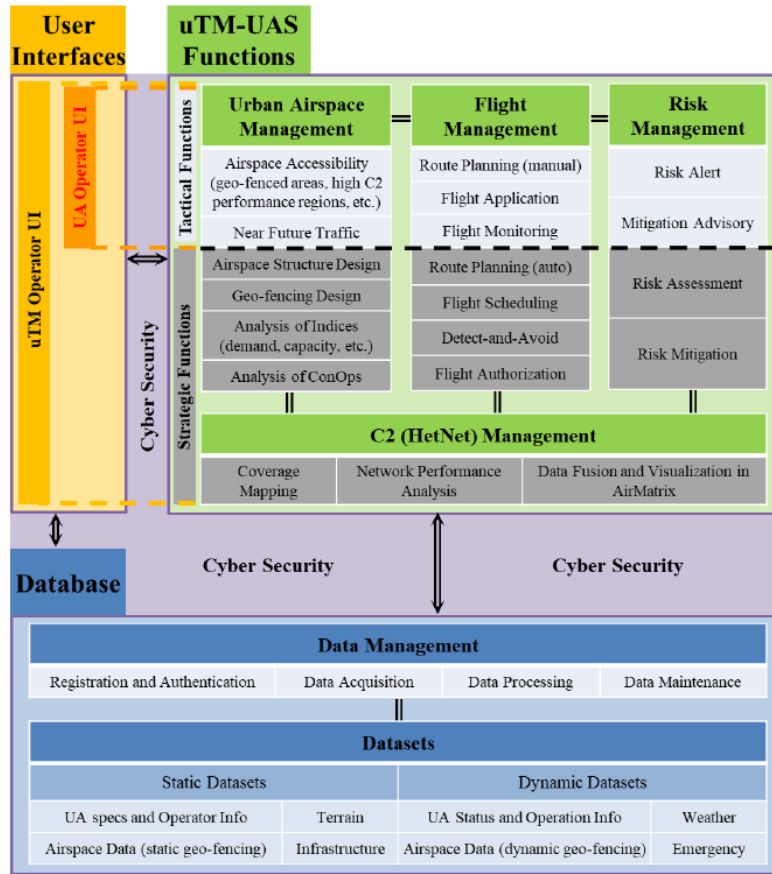 User
Interfaces
uTM-UAS
Functions
uTM Operator UI
UA Operator UI
Cyber Security
Tactical Functions
Strategic Functions
Urban Airspace
Management
Airspace Accessibility
(geo-fenced areas, high C2
performance regions, etc.)
Near Future Traffic
Airspace Structure Design
Geo-fencing Design
Analysis of Indices
(demand, capacity, etc.)
Analysis of ConOps
Flight
Management
Route Planning (manual)
Flight Application
Flight Monitoring
Route Planning (auto)
Flight Scheduling
Detect-and-Avoid
Flight Authorization
Risk
Management
Risk Alert
Mitigation Advisory
Risk Assessment
Risk Mitigation
C2 (HetNet) Management
Coverage
Mapping
Network Performance
Analysis
Data Fusion and Visualization in
AirMatrix
Cyber Security
Cyber Security
Database
Data Management
Registration and Authentication
Data Acquisition
Data Processing
Data Maintenance
Datasets
Static Datasets
Dynamic Datasets
UA specs and Operator Info
Terrain
UA Status and Operation Info
Weather
Airspace Data (static geo-fencing)
Infrastructure
Airspace Data (dynamic geo-fencing)
Emergency